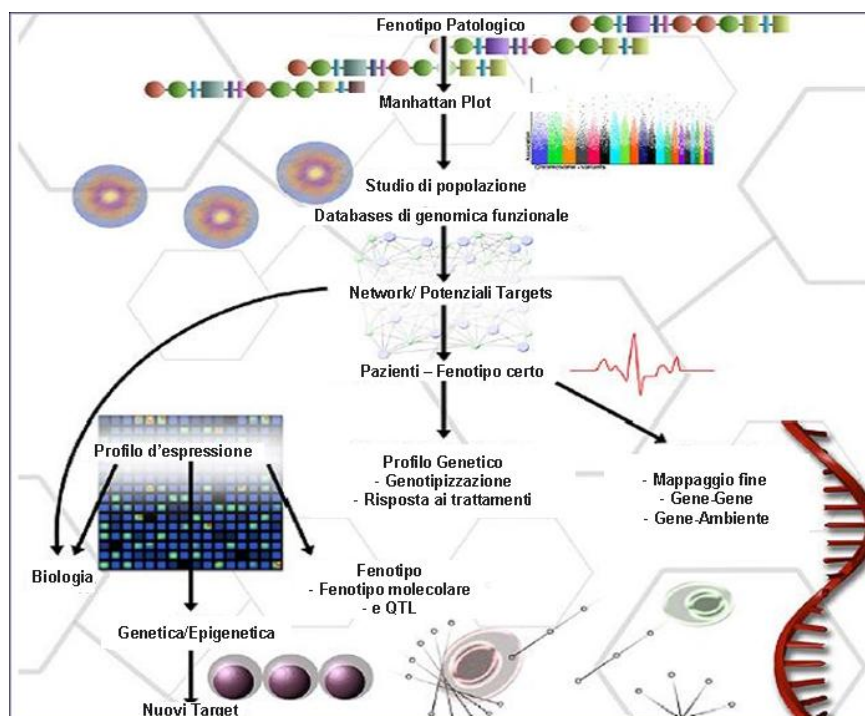 Fenotipo Patologico
Manhattan Plot
Studio di popolazione
Databases di genomica funzionale
Network/ Potenziali Targets
Pazienti – Fenotipo certo
Profilo d'espressione
Profilo Genetico
- Genotipizzazione
- Risposta ai trattamenti
- Mappaggio fine
- Gene-Gene
- Gene-Ambiente
Biologia
Fenotipo
- Fenotipo molecolare
- e QTL
Genetica/Epigenetica
Nuovi Target